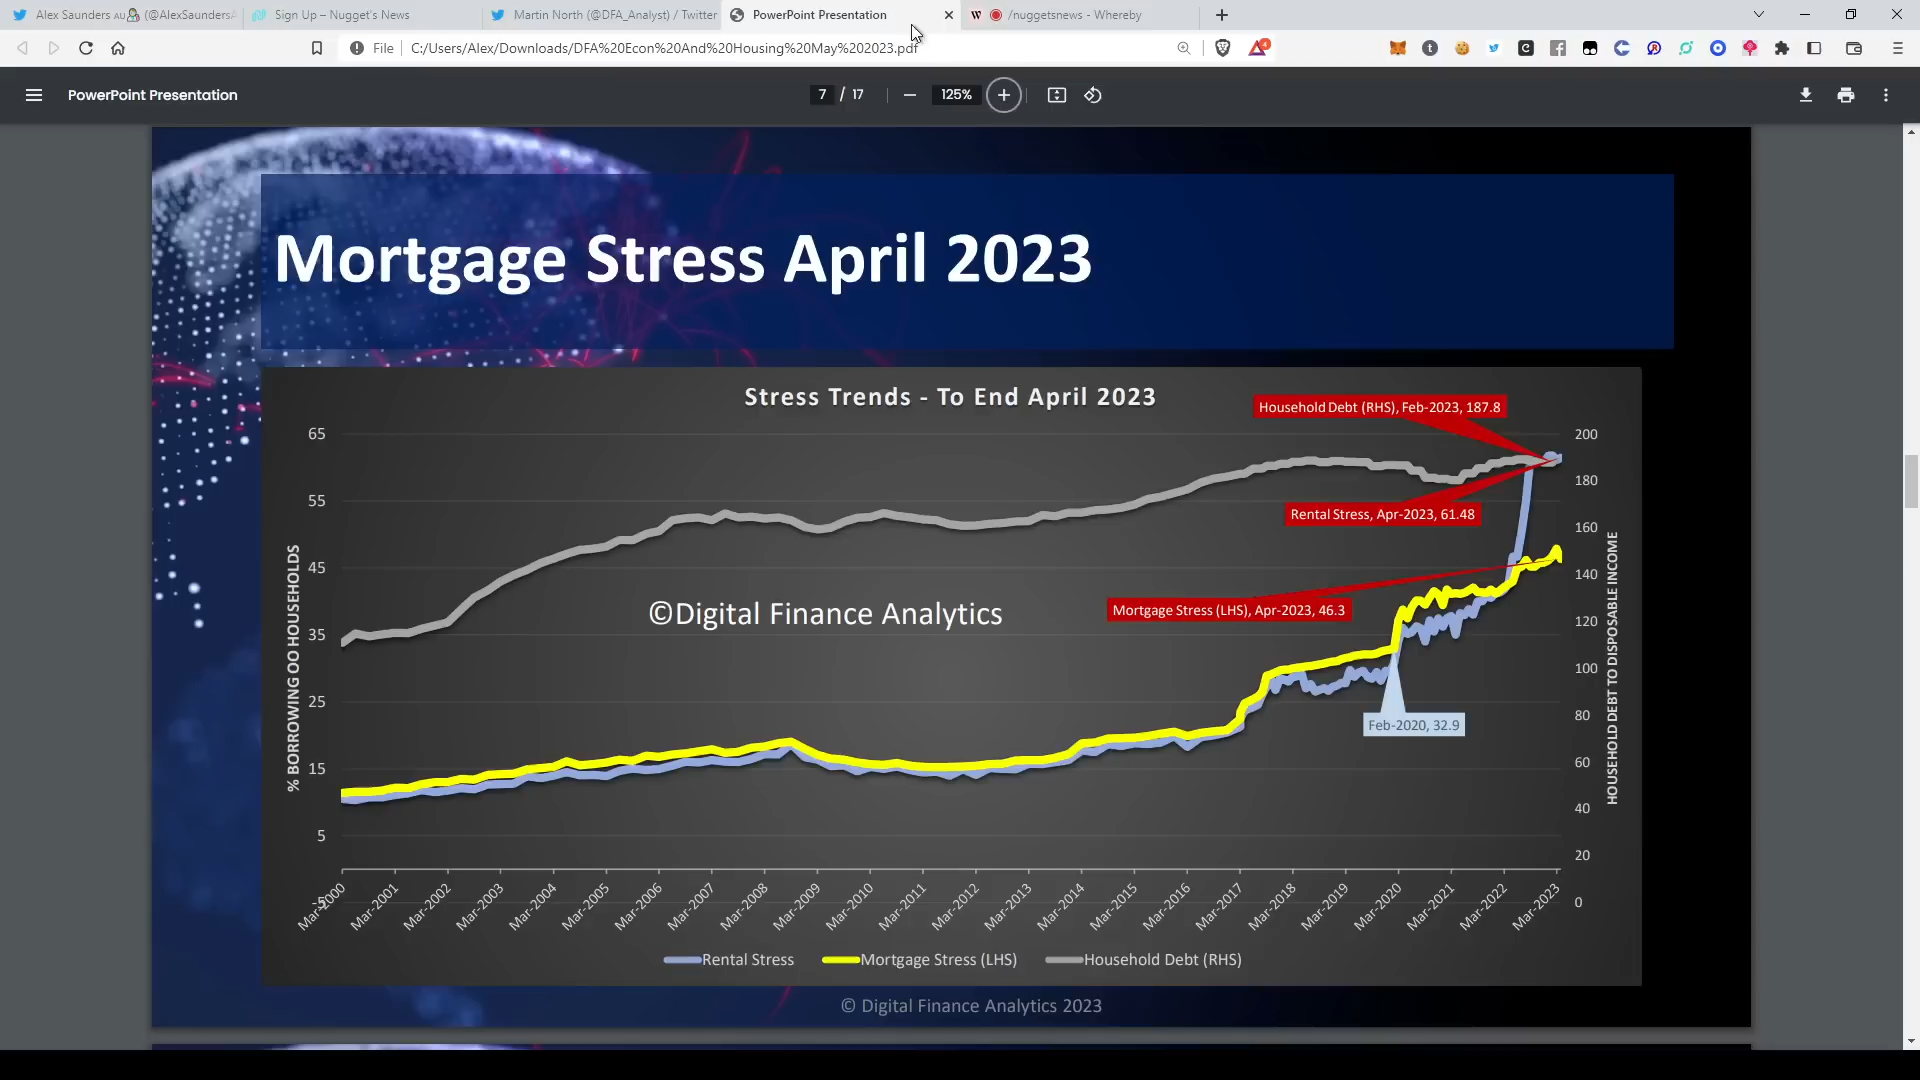 Alex Saunders AU (@AlexSaundersA
Sign Up – Nugget's News
Martin North (@DFA_Analyst) / Twitter
PowerPoint Presentation
/nuggetsnews - Whereby
File
C:/Users/Alex/Downloads/DFA%20Econ%20And%20Housing%20May%202023.pdf
4
PowerPoint Presentation
7 / 17
125%
Mortgage Stress April 2023
Stress Trends - To End April 2023
Household Debt (RHS), Feb-2023, 187.8
Rental Stress, Apr-2023, 61.48
Mortgage Stress (LHS), Apr-2023, 46.3
Feb-2020, 32.9
©Digital Finance Analytics
% BORROWING OO HOUSEHOLDS
65
55
45
35
25
15
5
-5
HOUSEHOLD DEBT TO DISPOSABLE INCOME
200
180
160
140
120
100
80
60
40
20
0
Mar-2000
Mar-2001
Mar-2002
Mar-2003
Mar-2004
Mar-2005
Mar-2006
Mar-2007
Mar-2008
Mar-2009
Mar-2010
Mar-2011
Mar-2012
Mar-2013
Mar-2014
Mar-2015
Mar-2016
Mar-2017
Mar-2018
Mar-2019
Mar-2020
Mar-2021
Mar-2022
Mar-2023
Rental Stress
Mortgage Stress (LHS)
Household Debt (RHS)
© Digital Finance Analytics 2023